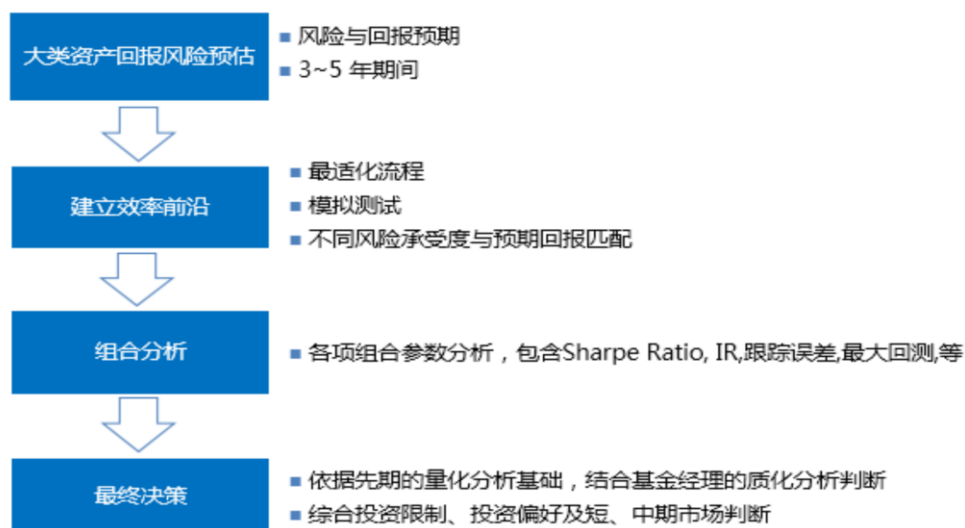 大类资产回报风险预估
风险与回报预期
3~5 年期间
建立效率前沿
最适化流程
模拟测试
不同风险承受度与预期回报匹配
组合分析
各项组合参数分析，包含Sharpe Ratio, IR,跟踪误差,最大回测,等
最终决策
依据先期的量化分析基础，结合基金经理的质化分析判断
综合投资限制、投资偏好及短、中期市场判断